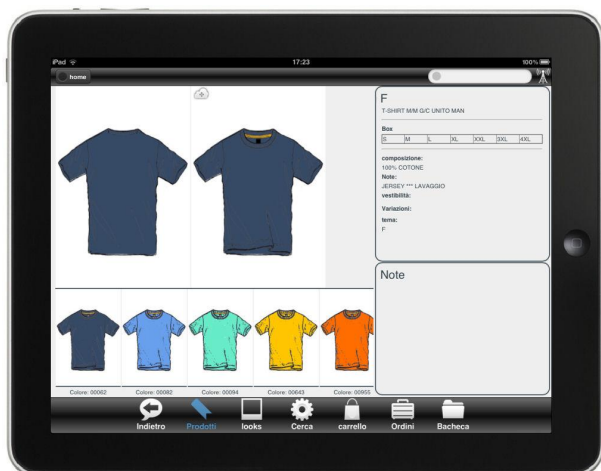 iPad
17:23
100%
home
F
T-SHIRT M/M G/C UNITO MAN
Box
S M L XL XXL 3XL 4XL
composizione:
100% COTONE
Note:
JERSEY *** LAVAGGIO
vestibilità:
Variazioni:
tema:
F
Note
Colore: 00062 Colore: 00082 Colore: 00094 Colore: 00643 Colore: 00955
Indietro Prodotti looks Cerca carrello Ordini Bacheca